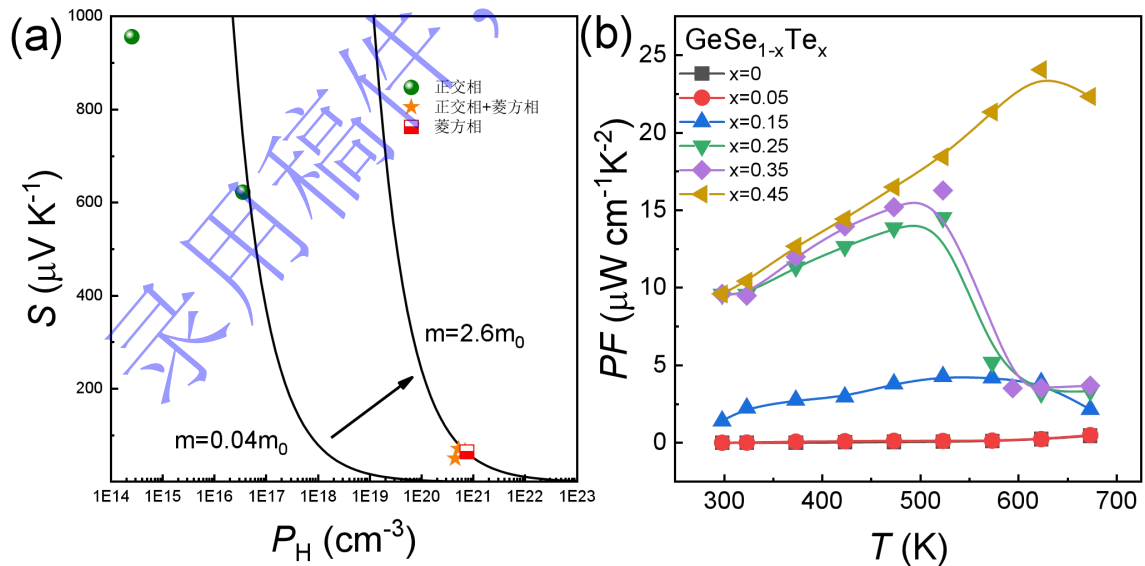 (a)
1000
800
600
400
200
S (μV K⁻¹)
正交相
正交相+菱方相
菱方相
m=2.6m₀
m=0.04m₀
1E14 1E15 1E16 1E17 1E18 1E19 1E20 1E21 1E22 1E23
P_H (cm⁻³)
录用稿件,
(b)
GeSe₁₋ₓTeₓ
x=0
x=0.05
x=0.15
x=0.25
x=0.35
x=0.45
25
20
15
10
5
0
PF (μW cm⁻¹K⁻²)
300 400 500 600 700
T (K)